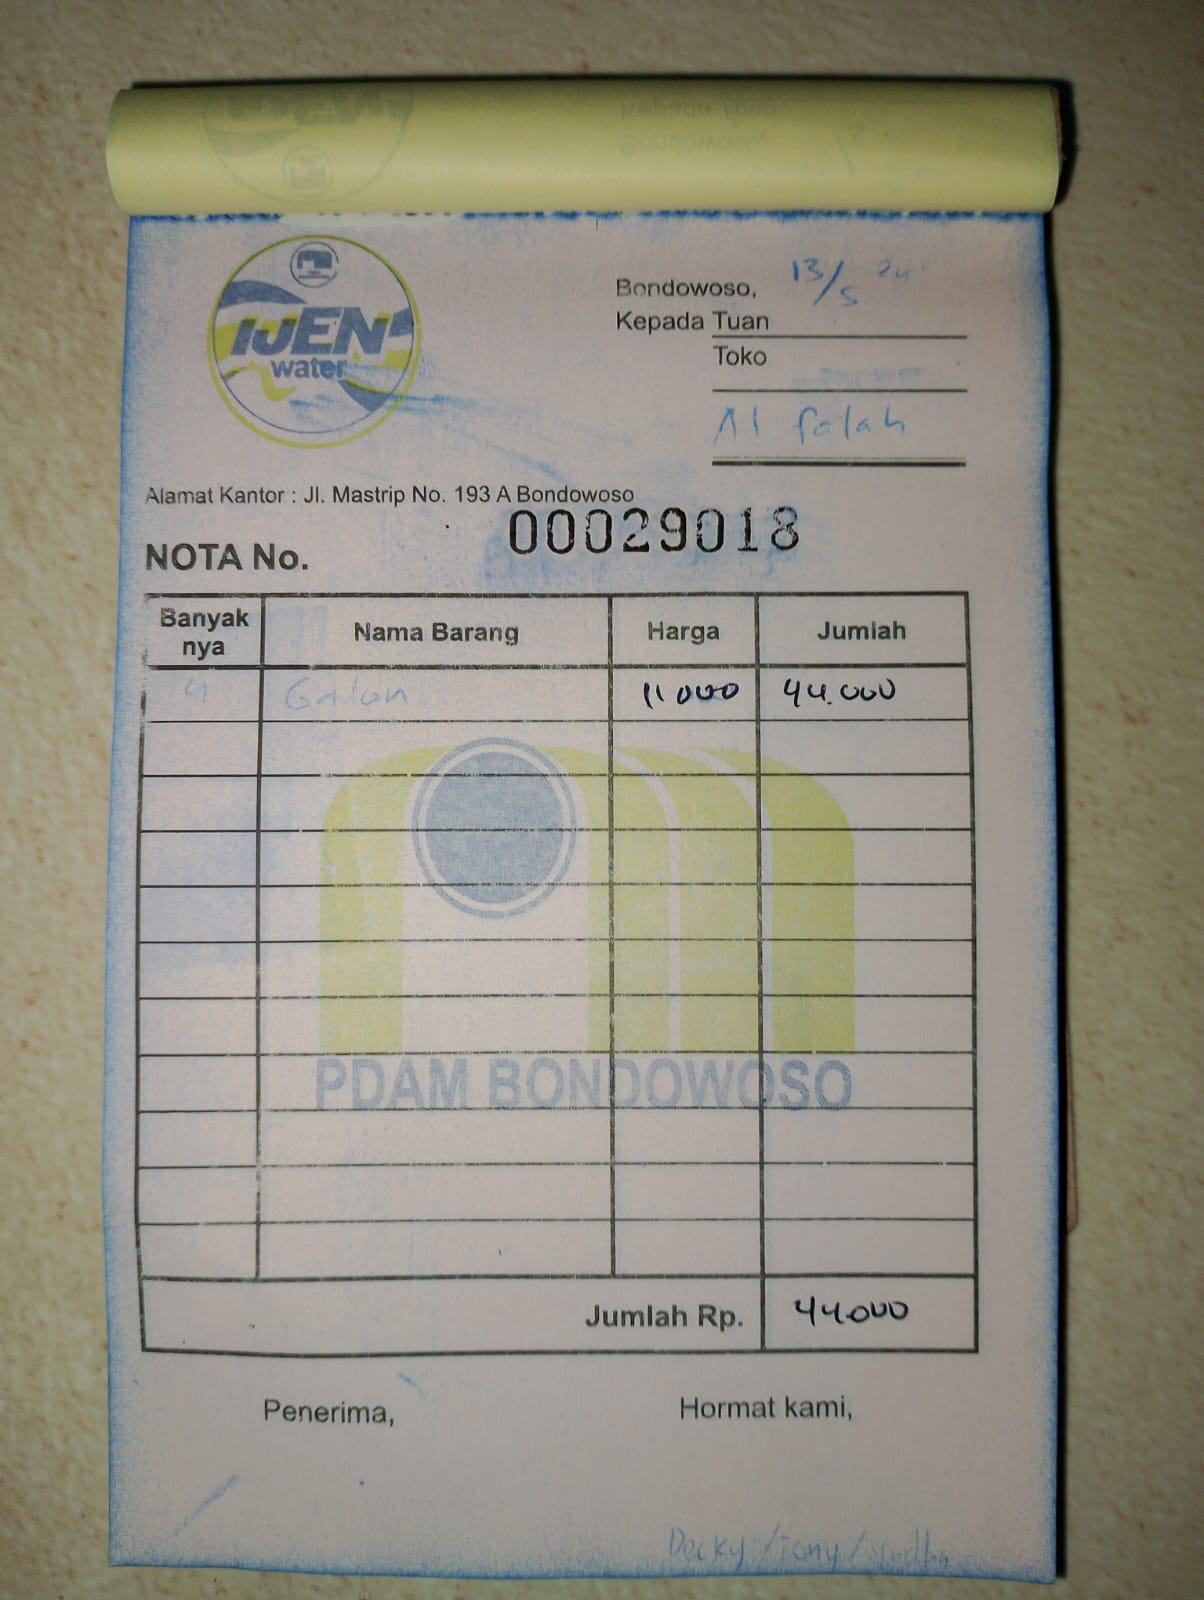 IJEN
water
Bondowoso, 13/5 24
Kepada Tuan
Toko
Al falah
Alamat Kantor : Jl. Mastrip No. 193 A Bondowoso
NOTA No. 00029018
Banyak nya Nama Barang Harga Jumlah
4 Galon 11 000 44.000
PDAM BONDOWOSO
Jumlah Rp. 44.000
Penerima, Hormat kami,
Decky / Tony /